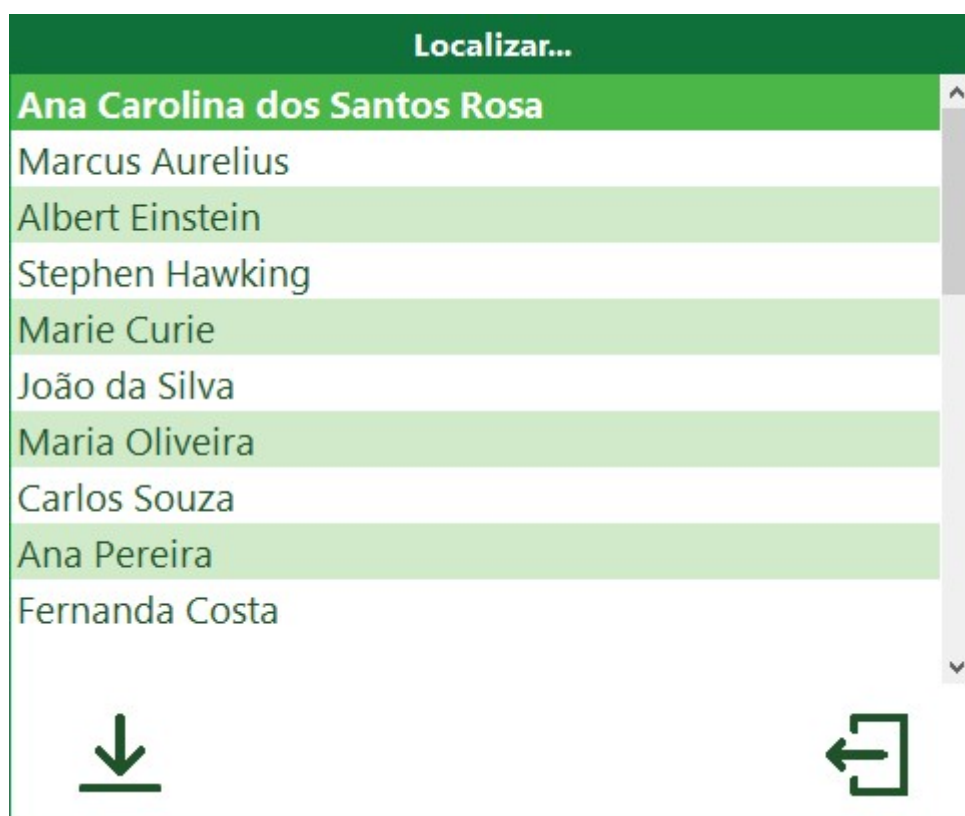 Localizar...
Ana Carolina dos Santos Rosa
Marcus Aurelius
Albert Einstein
Stephen Hawking
Marie Curie
João da Silva
Maria Oliveira
Carlos Souza
Ana Pereira
Fernanda Costa